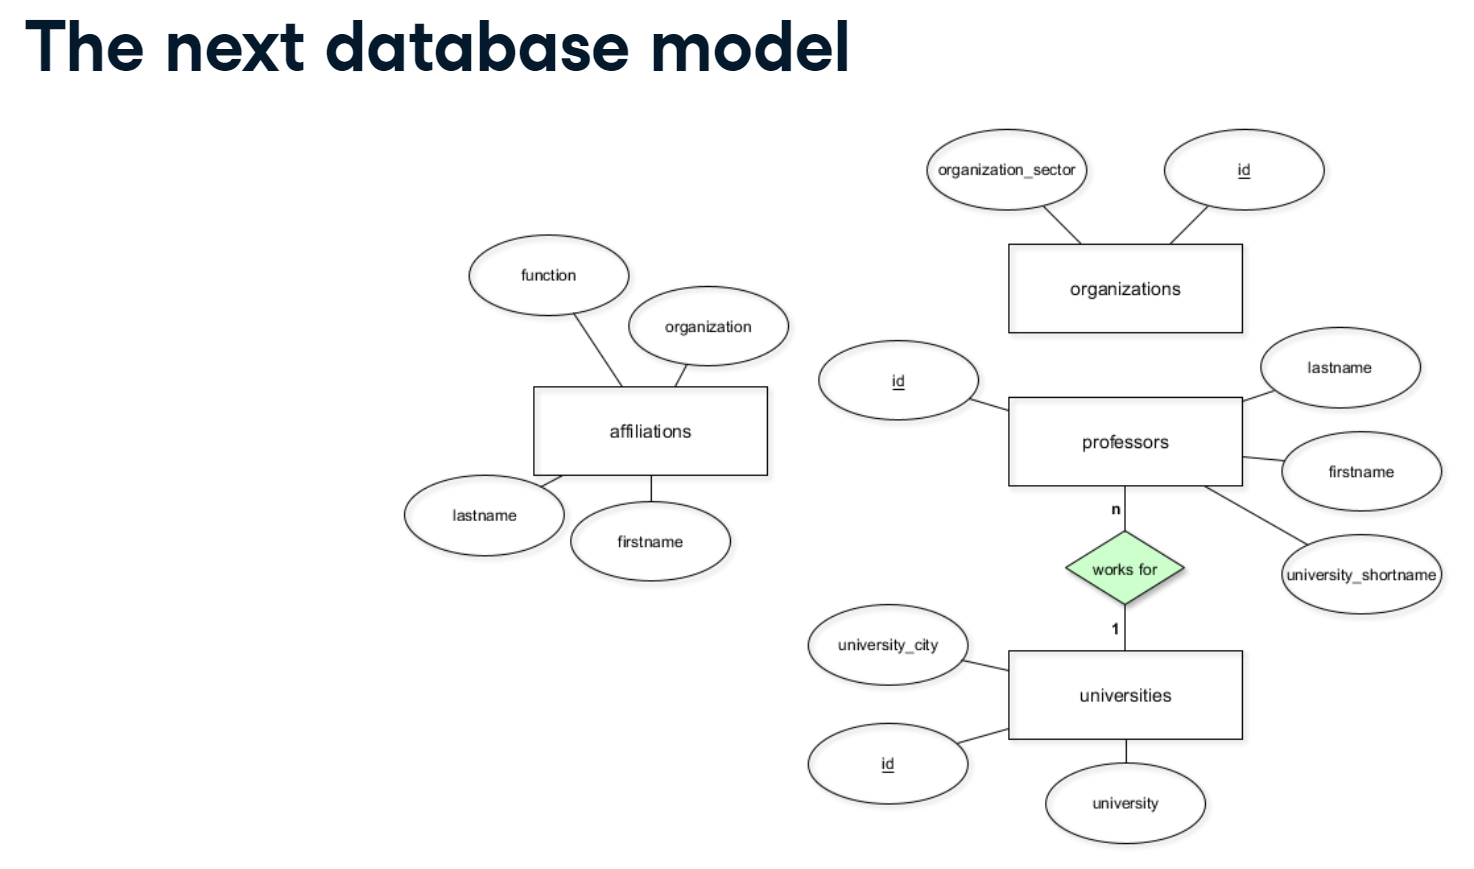 The next database model
organization_sector
id
organizations
function
organization
affiliations
lastname
firstname
id
lastname
professors
firstname
university_shortname
n
works for
1
university_city
universities
id
university